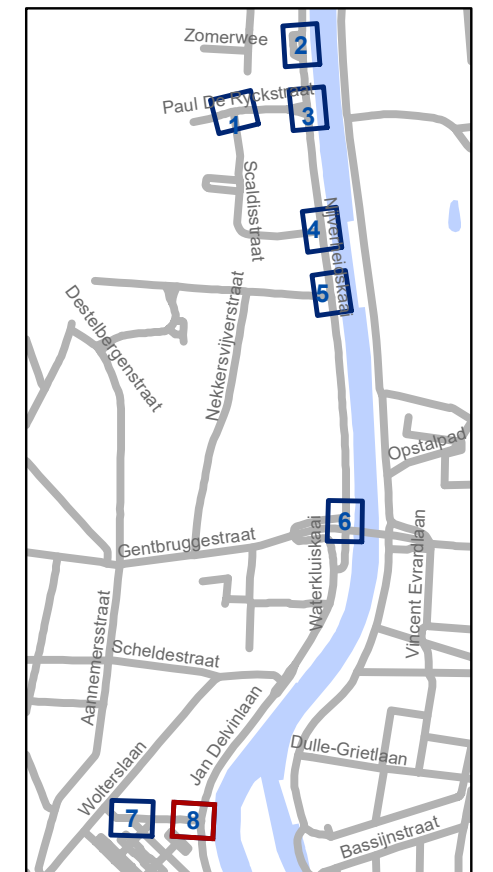 Zomerwee
2
Paul De Ryckstraat
1
3
Scaldisstraat
4
Nijverheidskaai
5
Destelbergenstraat
Nekkersvijverstraat
Opstalpad
6
Gentbruggestraat
Waterkluiskaai
Vincent Evrardlaan
Aannemersstraat
Scheldestraat
Jan Delvinlaan
Dulle-Grietlaan
Wolterslaan
7
8
Bassijnstraat